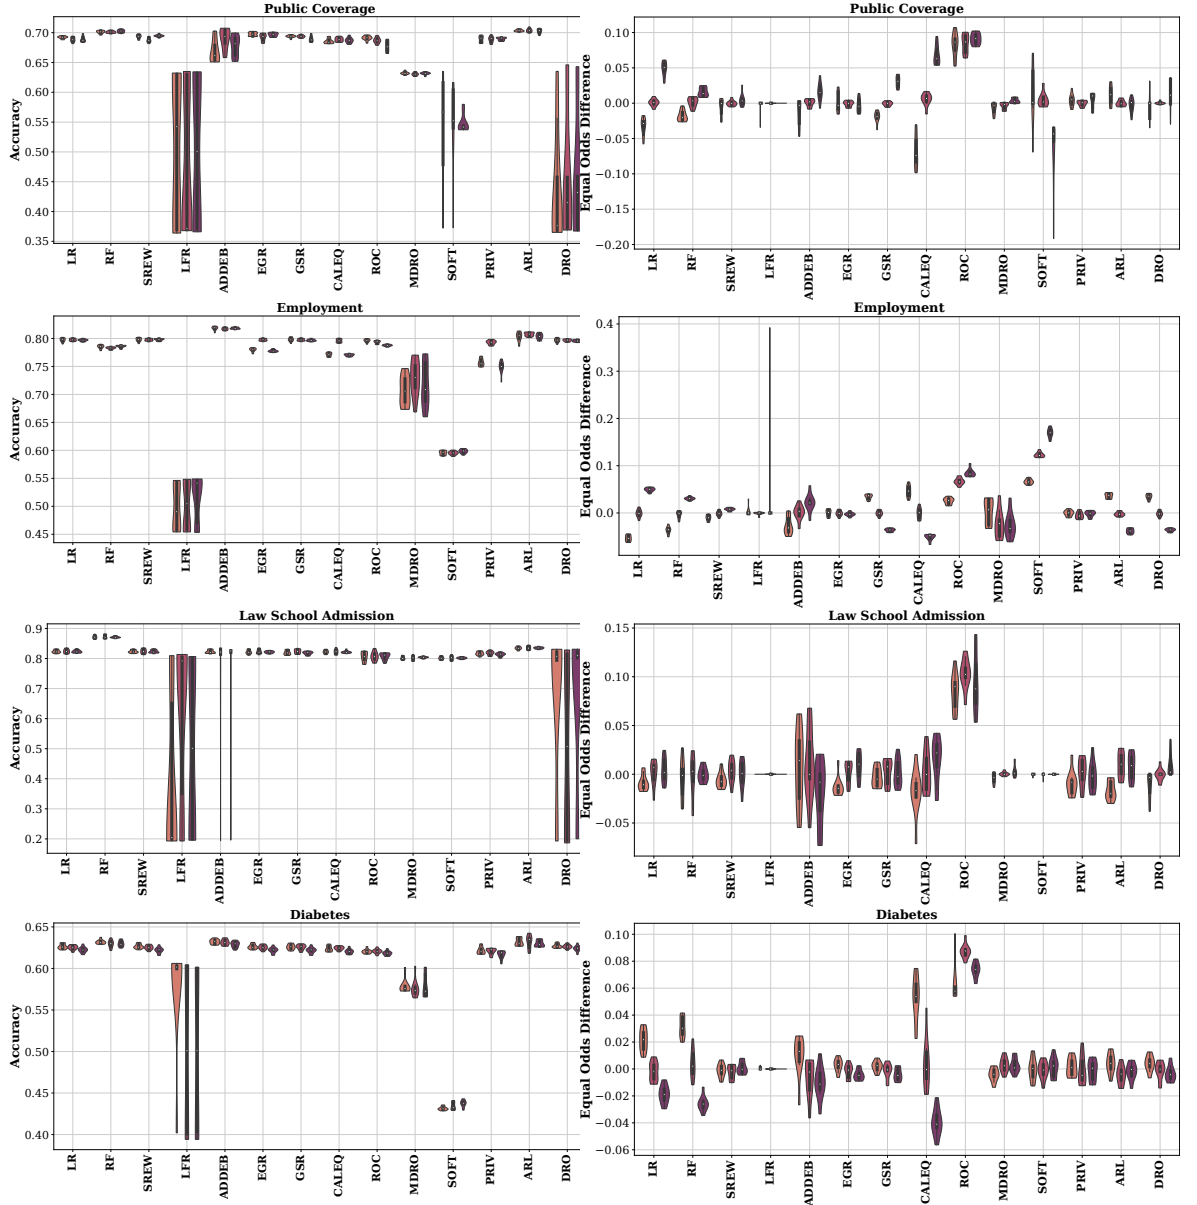 Public Coverage
Accuracy
0.70
0.65
0.60
0.55
0.50
0.45
0.40
0.35
LR RF SREW LFR ADDEB EGR GSR CALEQ ROC MDRO SOFT PRIV ARL DRO
Public Coverage
Equal Odds Difference
0.10
0.05
0.00
−0.05
−0.10
−0.15
−0.20
LR RF SREW LFR ADDEB EGR GSR CALEQ ROC MDRO SOFT PRIV ARL DRO
Employment
Accuracy
0.80
0.75
0.70
0.65
0.60
0.55
0.50
0.45
LR RF SREW LFR ADDEB EGR GSR CALEQ ROC MDRO SOFT PRIV ARL DRO
Employment
Equal Odds Difference
0.4
0.3
0.2
0.1
0.0
LR RF SREW LFR ADDEB EGR GSR CALEQ ROC MDRO SOFT PRIV ARL DRO
Law School Admission
Accuracy
0.9
0.8
0.7
0.6
0.5
0.4
0.3
0.2
LR RF SREW LFR ADDEB EGR GSR CALEQ ROC MDRO SOFT PRIV ARL DRO
Law School Admission
Equal Odds Difference
0.15
0.10
0.05
0.00
−0.05
LR RF SREW LFR ADDEB EGR GSR CALEQ ROC MDRO SOFT PRIV ARL DRO
Diabetes
Accuracy
0.65
0.60
0.55
0.50
0.45
0.40
LR RF SREW LFR ADDEB EGR GSR CALEQ ROC MDRO SOFT PRIV ARL DRO
Diabetes
Equal Odds Difference
0.10
0.08
0.06
0.04
0.02
0.00
−0.02
−0.04
−0.06
LR RF SREW LFR ADDEB EGR GSR CALEQ ROC MDRO SOFT PRIV ARL DRO